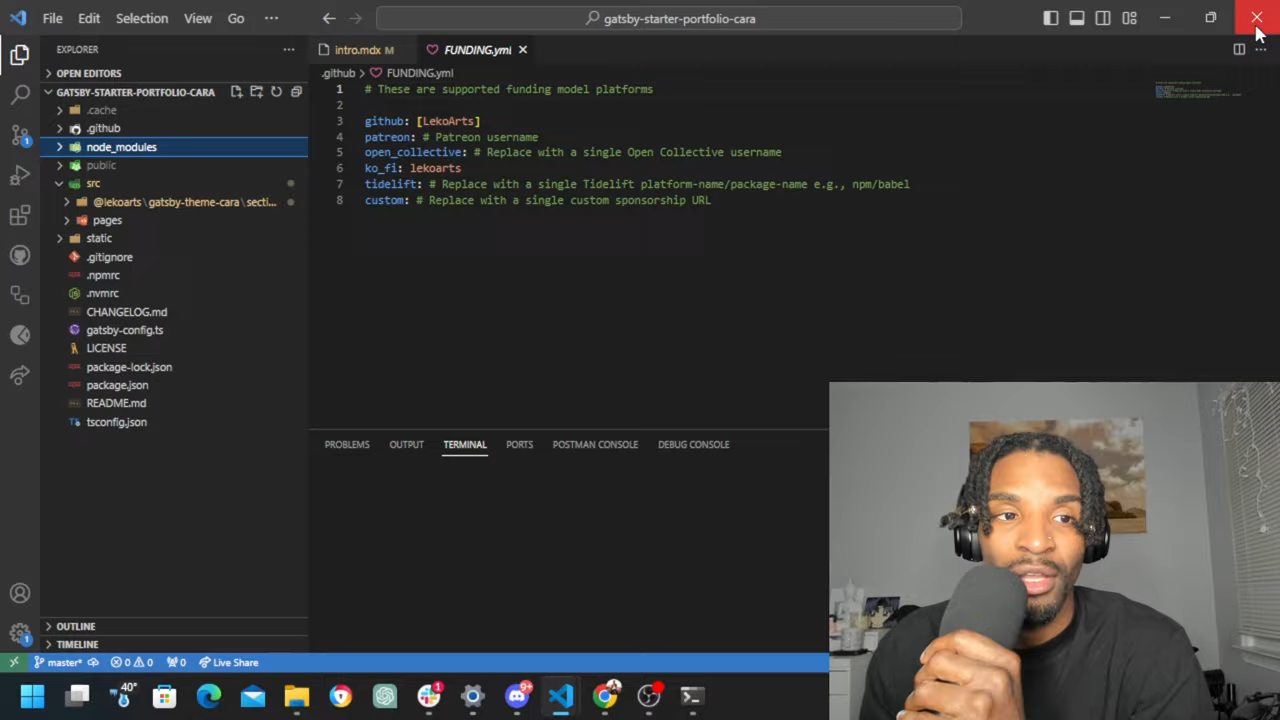 File Edit Selection View Go ···
gatsby-starter-portfolio-cara
EXPLORER
OPEN EDITORS
GATSBY-STARTER-PORTFOLIO-CARA
.cache
.github
node_modules
public
src
@lekoarts\gatsby-theme-cara\secti...
pages
static
.gitignore
.npmrc
.nvmrc
CHANGELOG.md
gatsby-config.ts
LICENSE
package-lock.json
package.json
README.md
tsconfig.json
OUTLINE
TIMELINE
intro.mdx M FUNDING.yml
.github > FUNDING.yml
1 # These are supported funding model platforms
2
3 github: [LekoArts]
4 patreon: # Patreon username
5 open_collective: # Replace with a single Open Collective username
6 ko_fi: lekoarts
7 tidelift: # Replace with a single Tidelift platform-name/package-name e.g., npm/babel
8 custom: # Replace with a single custom sponsorship URL
PROBLEMS OUTPUT TERMINAL PORTS POSTMAN CONSOLE DEBUG CONSOLE
master* 0 0 0 Live Share
40°
1
9+